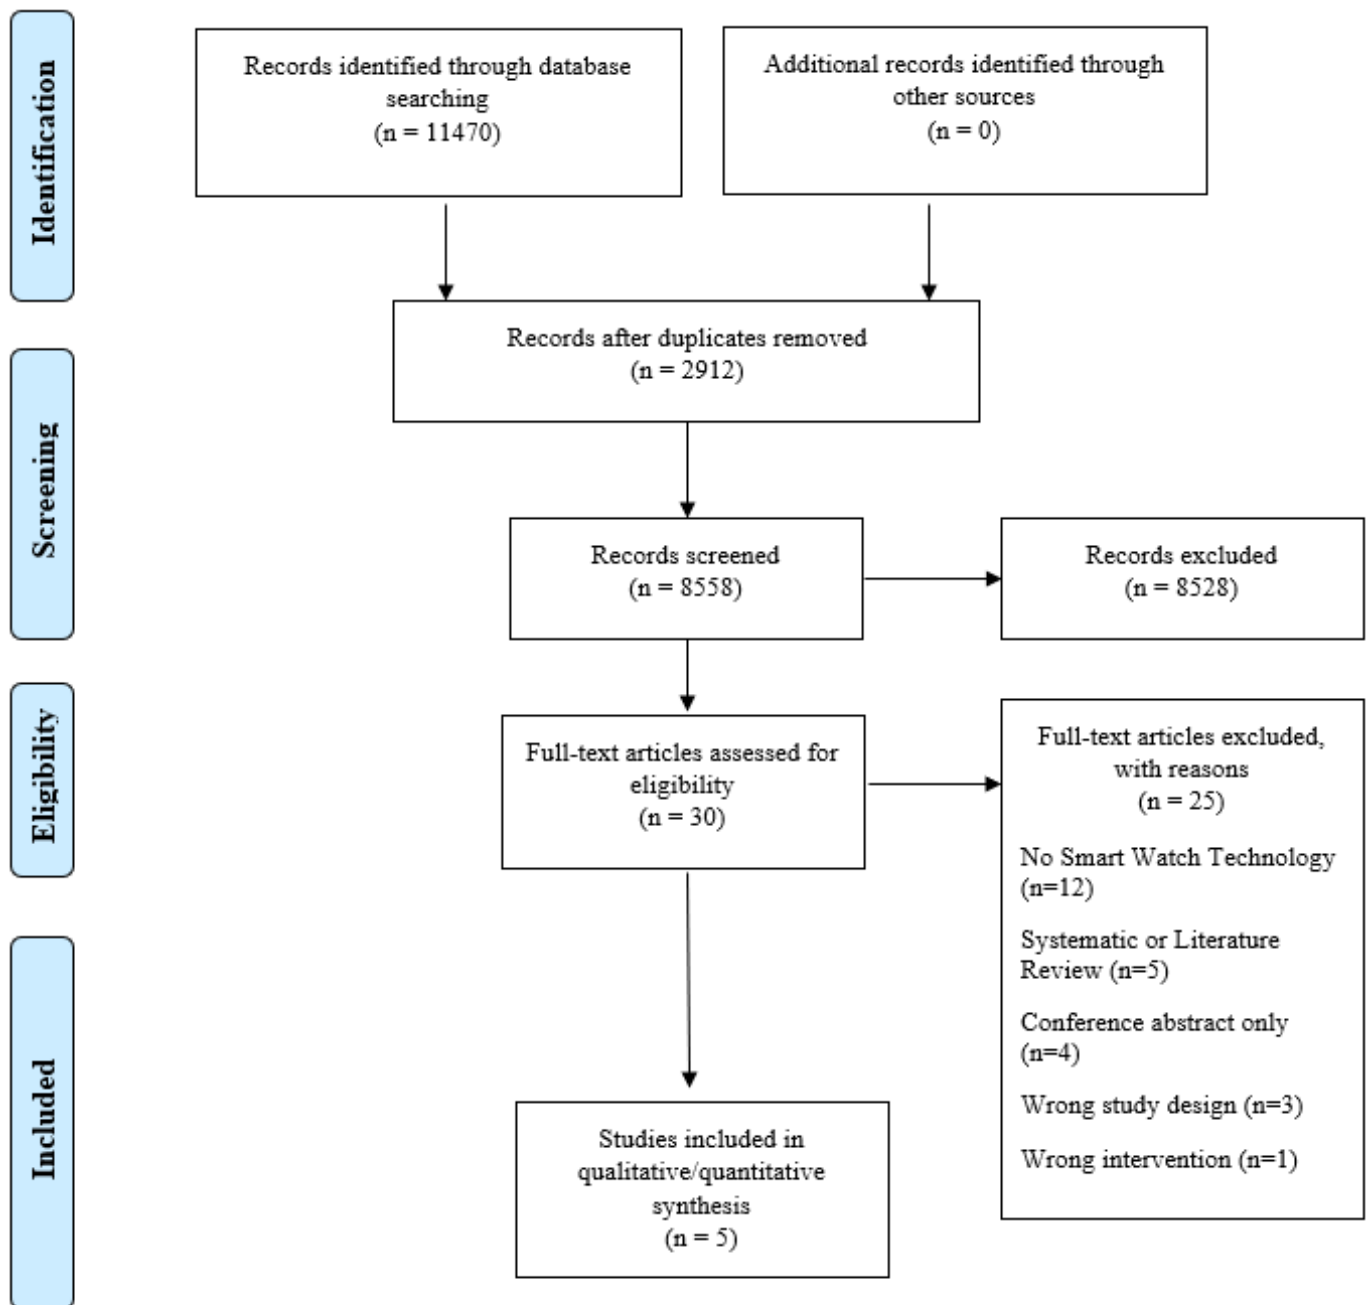 Identification
Records identified through database
searching
(n = 11470)
Additional records identified through
other sources
(n = 0)
Records after duplicates removed
(n = 2912)
Screening
Records screened
(n = 8558)
Records excluded
(n = 8528)
Eligibility
Full-text articles assessed for
eligibility
(n = 30)
Full-text articles excluded,
with reasons
(n = 25)
No Smart Watch Technology
(n=12)
Systematic or Literature
Review (n=5)
Conference abstract only
(n=4)
Wrong study design (n=3)
Wrong intervention (n=1)
Included
Studies included in
qualitative/quantitative
synthesis
(n = 5)